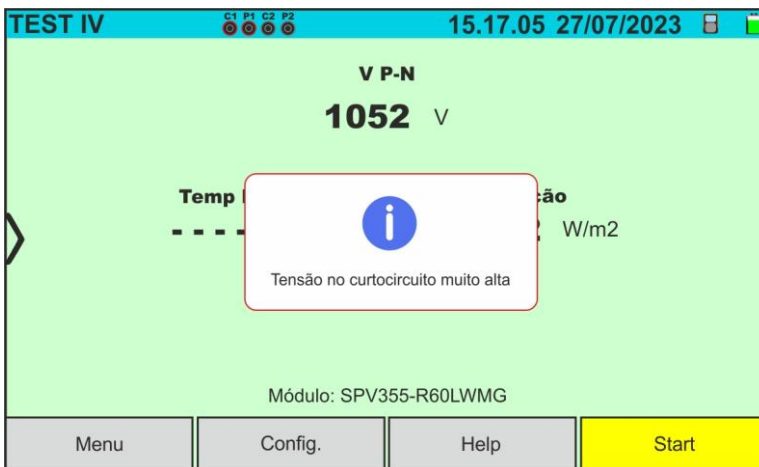 TEST IV C1 P1 C2 P2 15.17.05 27/07/2023
V P-N
1052 V
Temp ção
- - - - W/m2
i
Tensão no curtocircuito muito alta
Módulo: SPV355-R60LWMG
Menu Config. Help Start